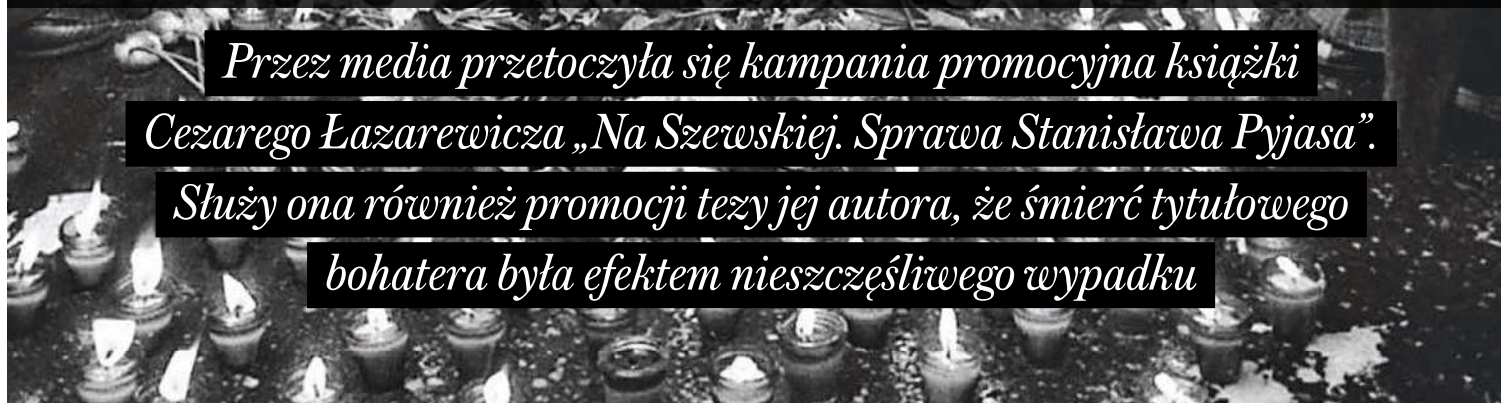 Przez media przetoczyła się kampania promocyjna książki
Cezarego Łazarewicza „Na Szewskiej. Sprawa Stanisława Pyjasa”.
Służy ona również promocji tezy jej autora, że śmierć tytułowego
bohatera była efektem nieszczęśliwego wypadku